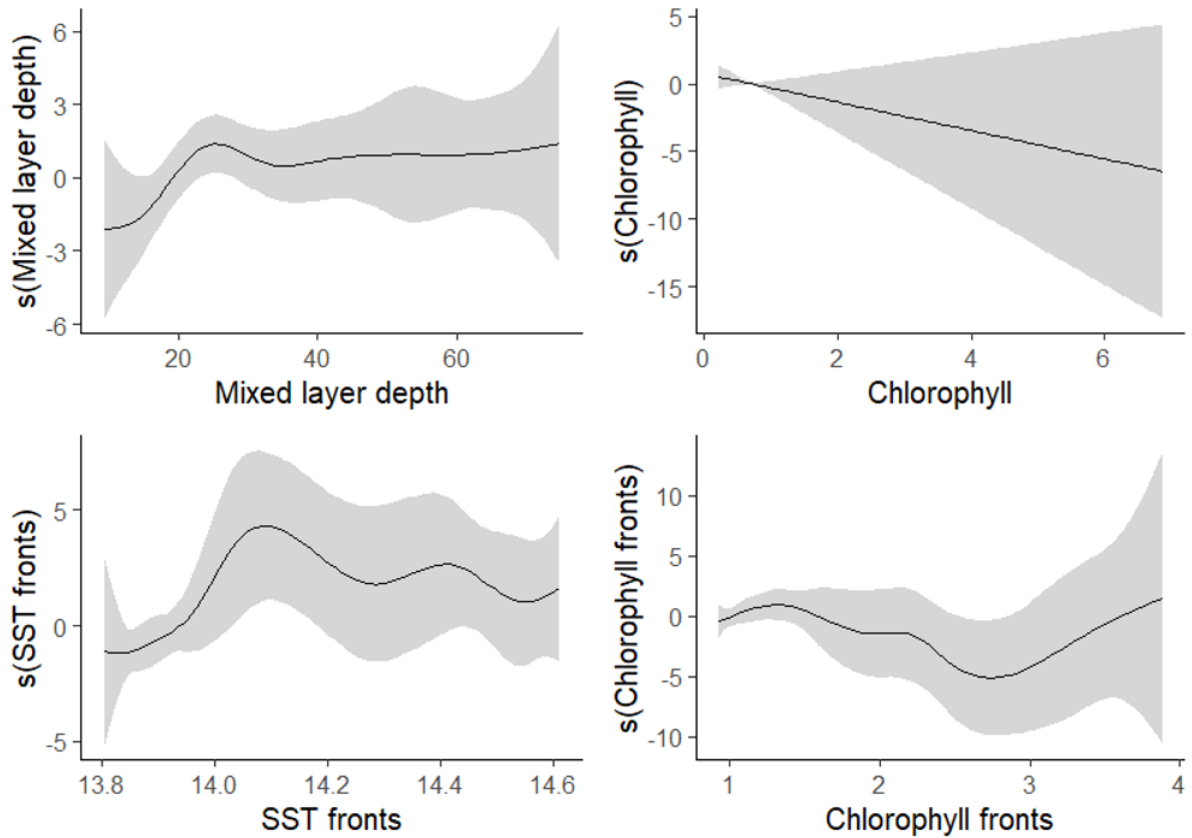 s(Mixed layer depth)
6
3
0
-3
-6
20 40 60
Mixed layer depth
s(Chlorophyll)
5
0
-5
-10
-15
0 2 4 6
Chlorophyll
s(SST fronts)
5
0
-5
13.8 14.0 14.2 14.4 14.6
SST fronts
s(Chlorophyll fronts)
10
5
0
-5
-10
1 2 3 4
Chlorophyll fronts